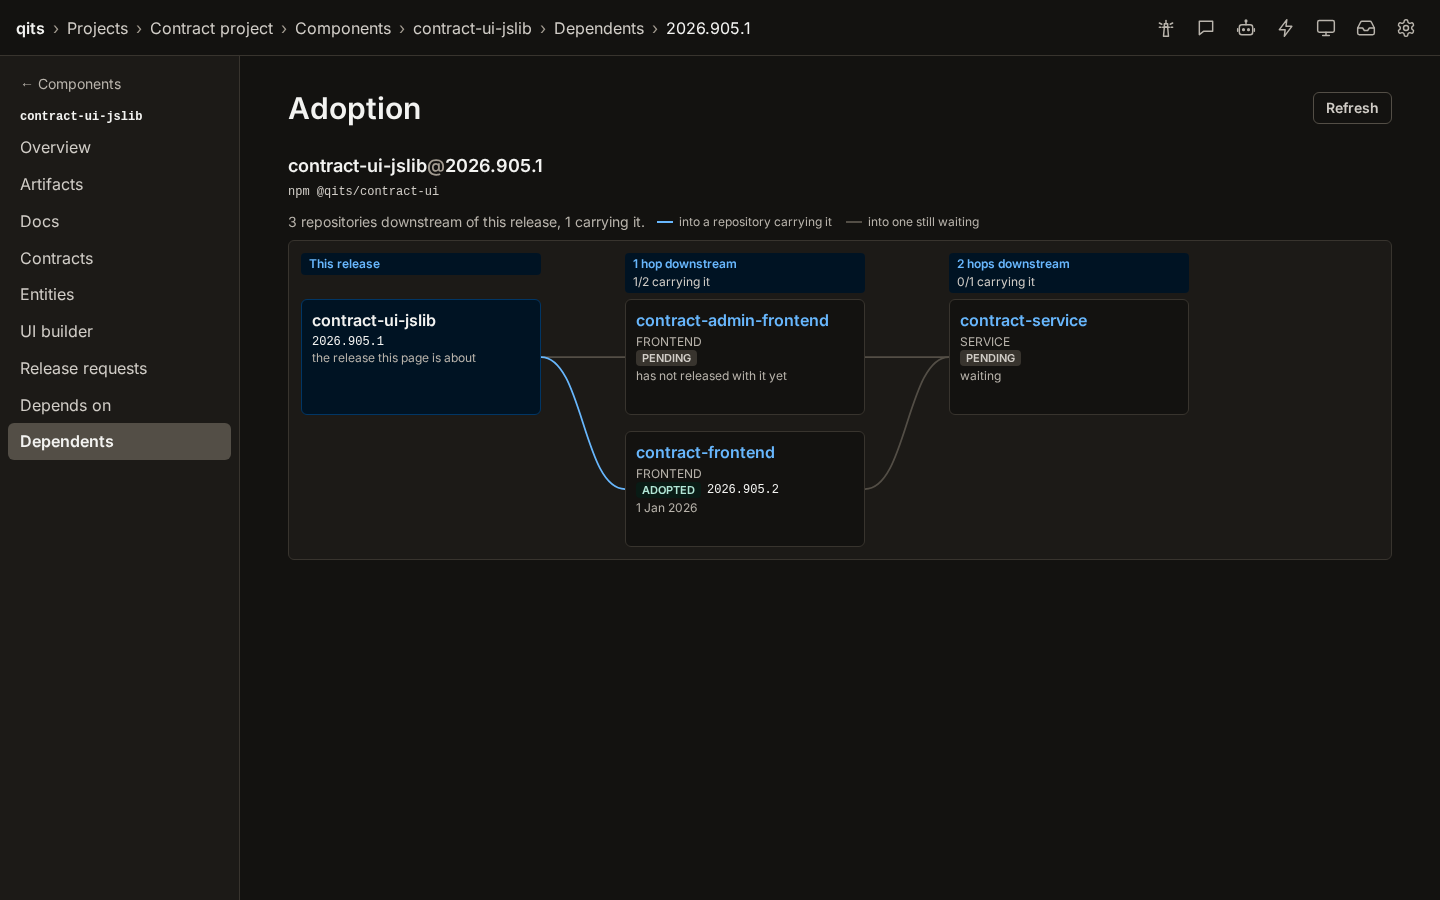 qits › Projects › Contract project › Components › contract-ui-jslib › Dependents › 2026.905.1
← Components
contract-ui-jslib
Overview
Artifacts
Docs
Contracts
Entities
UI builder
Release requests
Depends on
Dependents
Adoption
Refresh
contract-ui-jslib@2026.905.1
npm @qits/contract-ui
3 repositories downstream of this release, 1 carrying it. into a repository carrying it into one still waiting
This release
contract-ui-jslib
2026.905.1
the release this page is about
1 hop downstream
1/2 carrying it
contract-admin-frontend
FRONTEND
PENDING
has not released with it yet
contract-frontend
FRONTEND
ADOPTED 2026.905.2
1 Jan 2026
2 hops downstream
0/1 carrying it
contract-service
SERVICE
PENDING
waiting